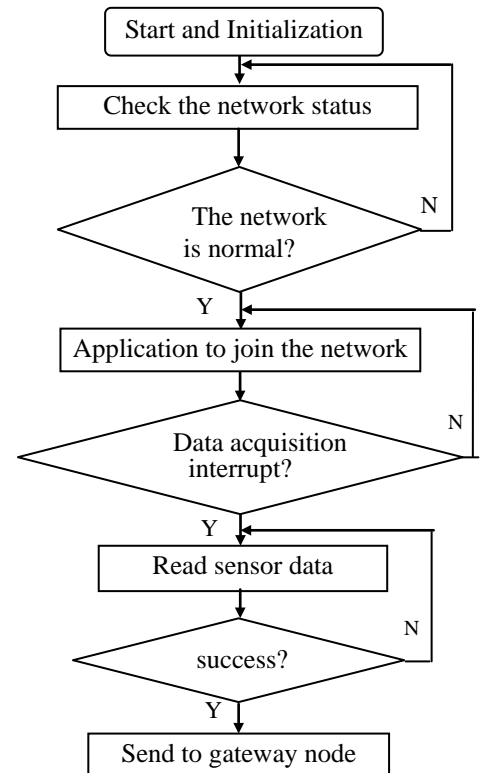 Start and Initialization
Check the network status
The network
is normal?
N
Y
Application to join the network
Data acquisition
interrupt?
N
Y
Read sensor data
success?
N
Y
Send to gateway node